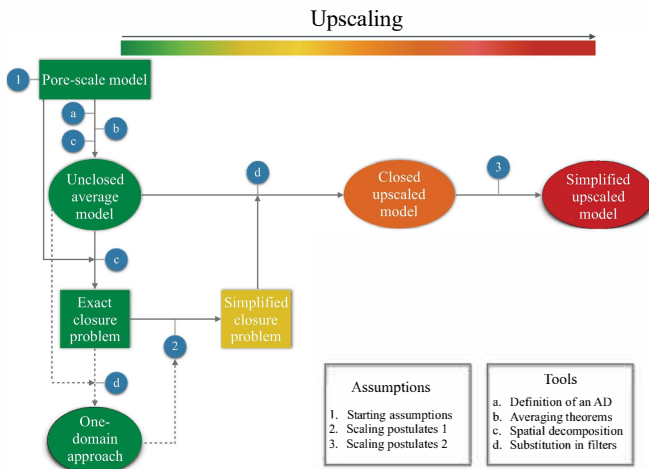 Upscaling
1
Pore-scale model
a
b
c
Unclosed
average model
d
Closed
upscaled
model
3
Simplified
upscaled
model
c
Exact
closure
problem
Simplified
closure
problem
2
d
One-
domain
approach
Assumptions
1. Starting assumptions
2. Scaling postulates 1
3. Scaling postulates 2
Tools
a. Definition of an AD
b. Averaging theorems
c. Spatial decomposition
d. Substitution in filters